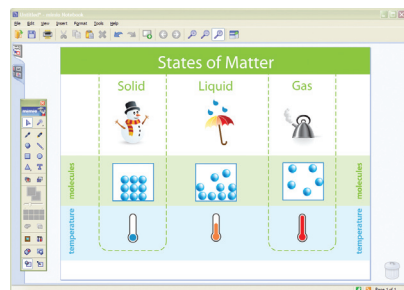 File Edit View Insert Format Tools Help
States of Matter
Solid Liquid Gas
molecules molecules
temperature temperature